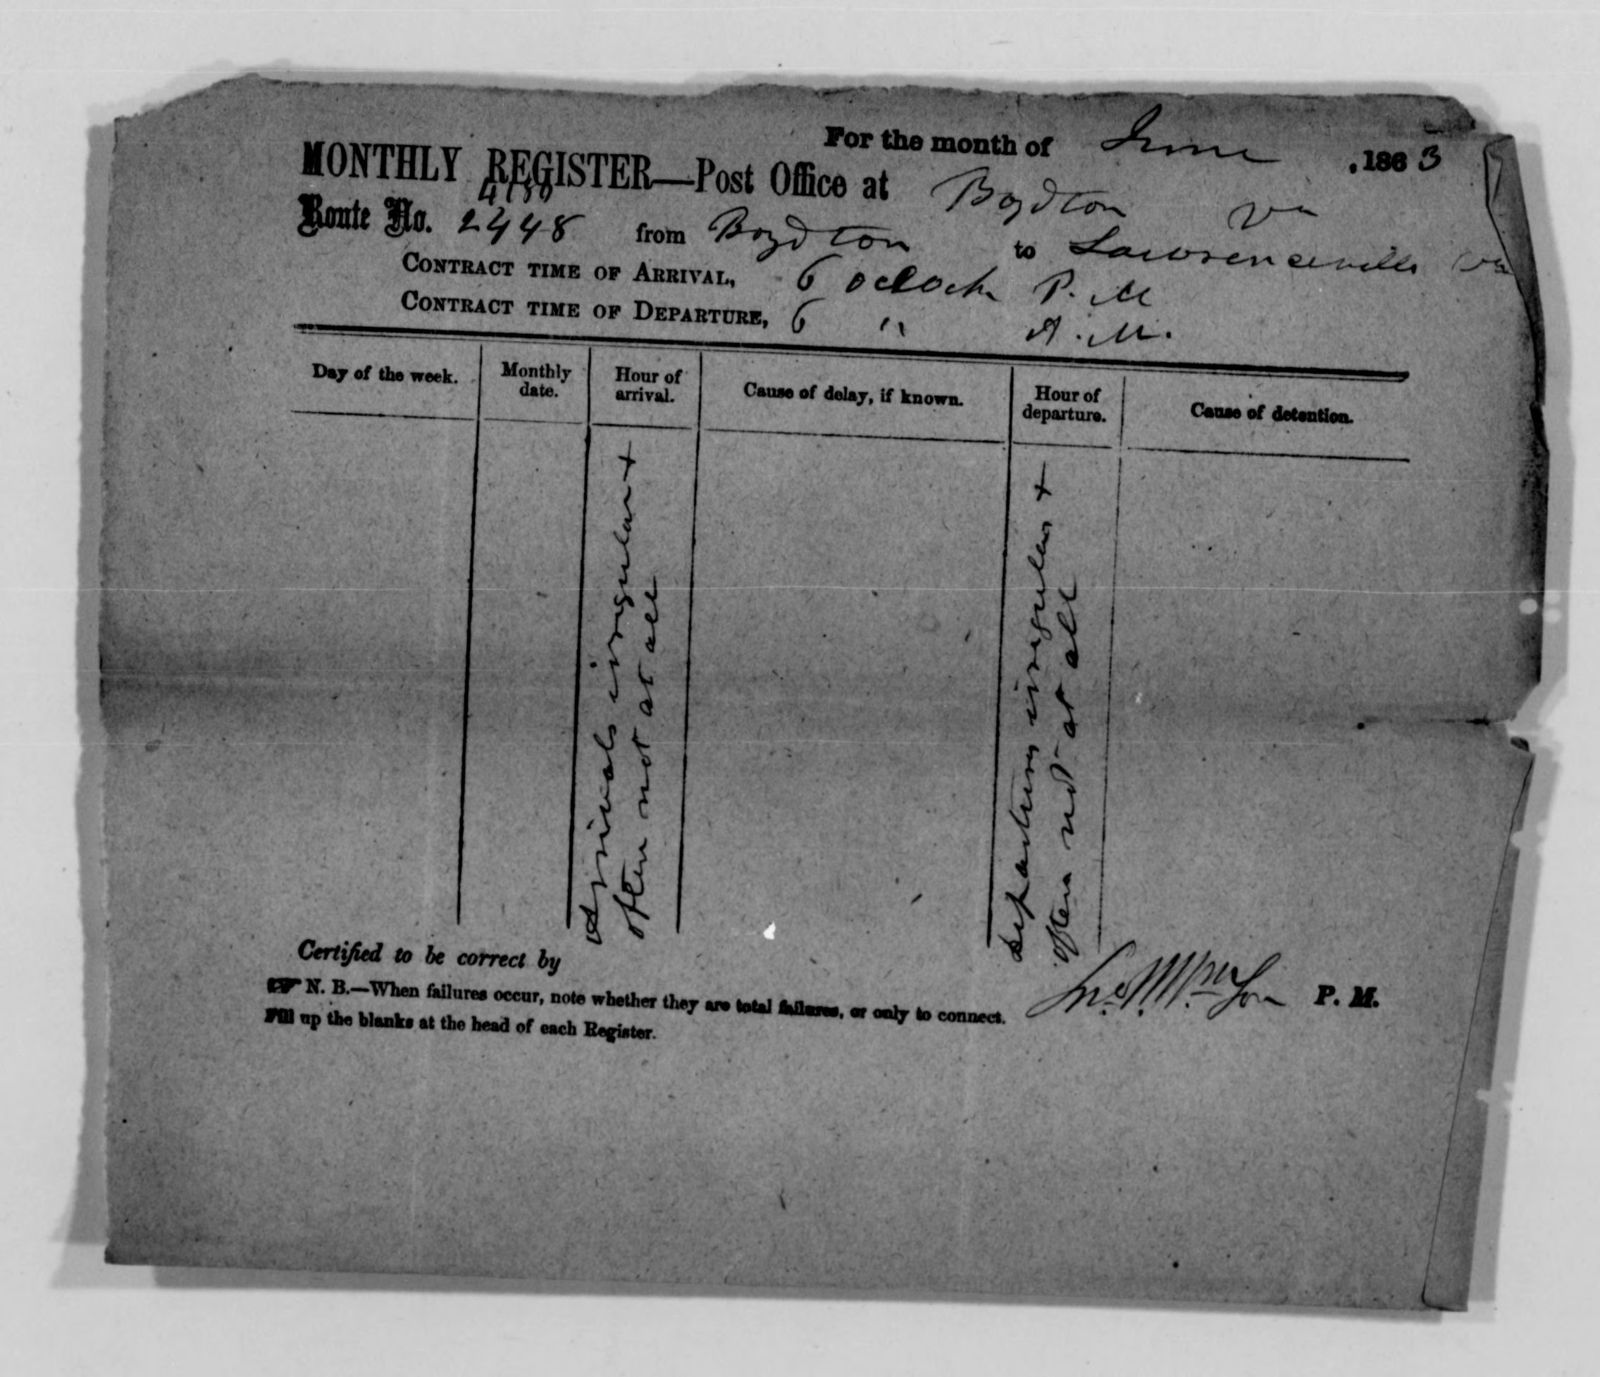 For the month of June , 1863
MONTHLY REGISTER—Post Office at Boydton Va
Route No. 2448 from Boydton to Lawrenceville Va
CONTRACT TIME OF ARRIVAL, 6 oclock P. M
CONTRACT TIME OF DEPARTURE, 6 " A. M.
Day of the week. Monthly date. Hour of arrival. Cause of delay, if known. Hour of departure. Cause of detention.
Arrivals irregular +
often not at all
Departures irregular +
often not at all
Certified to be correct by P. M.
☞ N. B.—When failures occur, note whether they are total failures, or only to connect.
Fill up the blanks at the head of each Register.